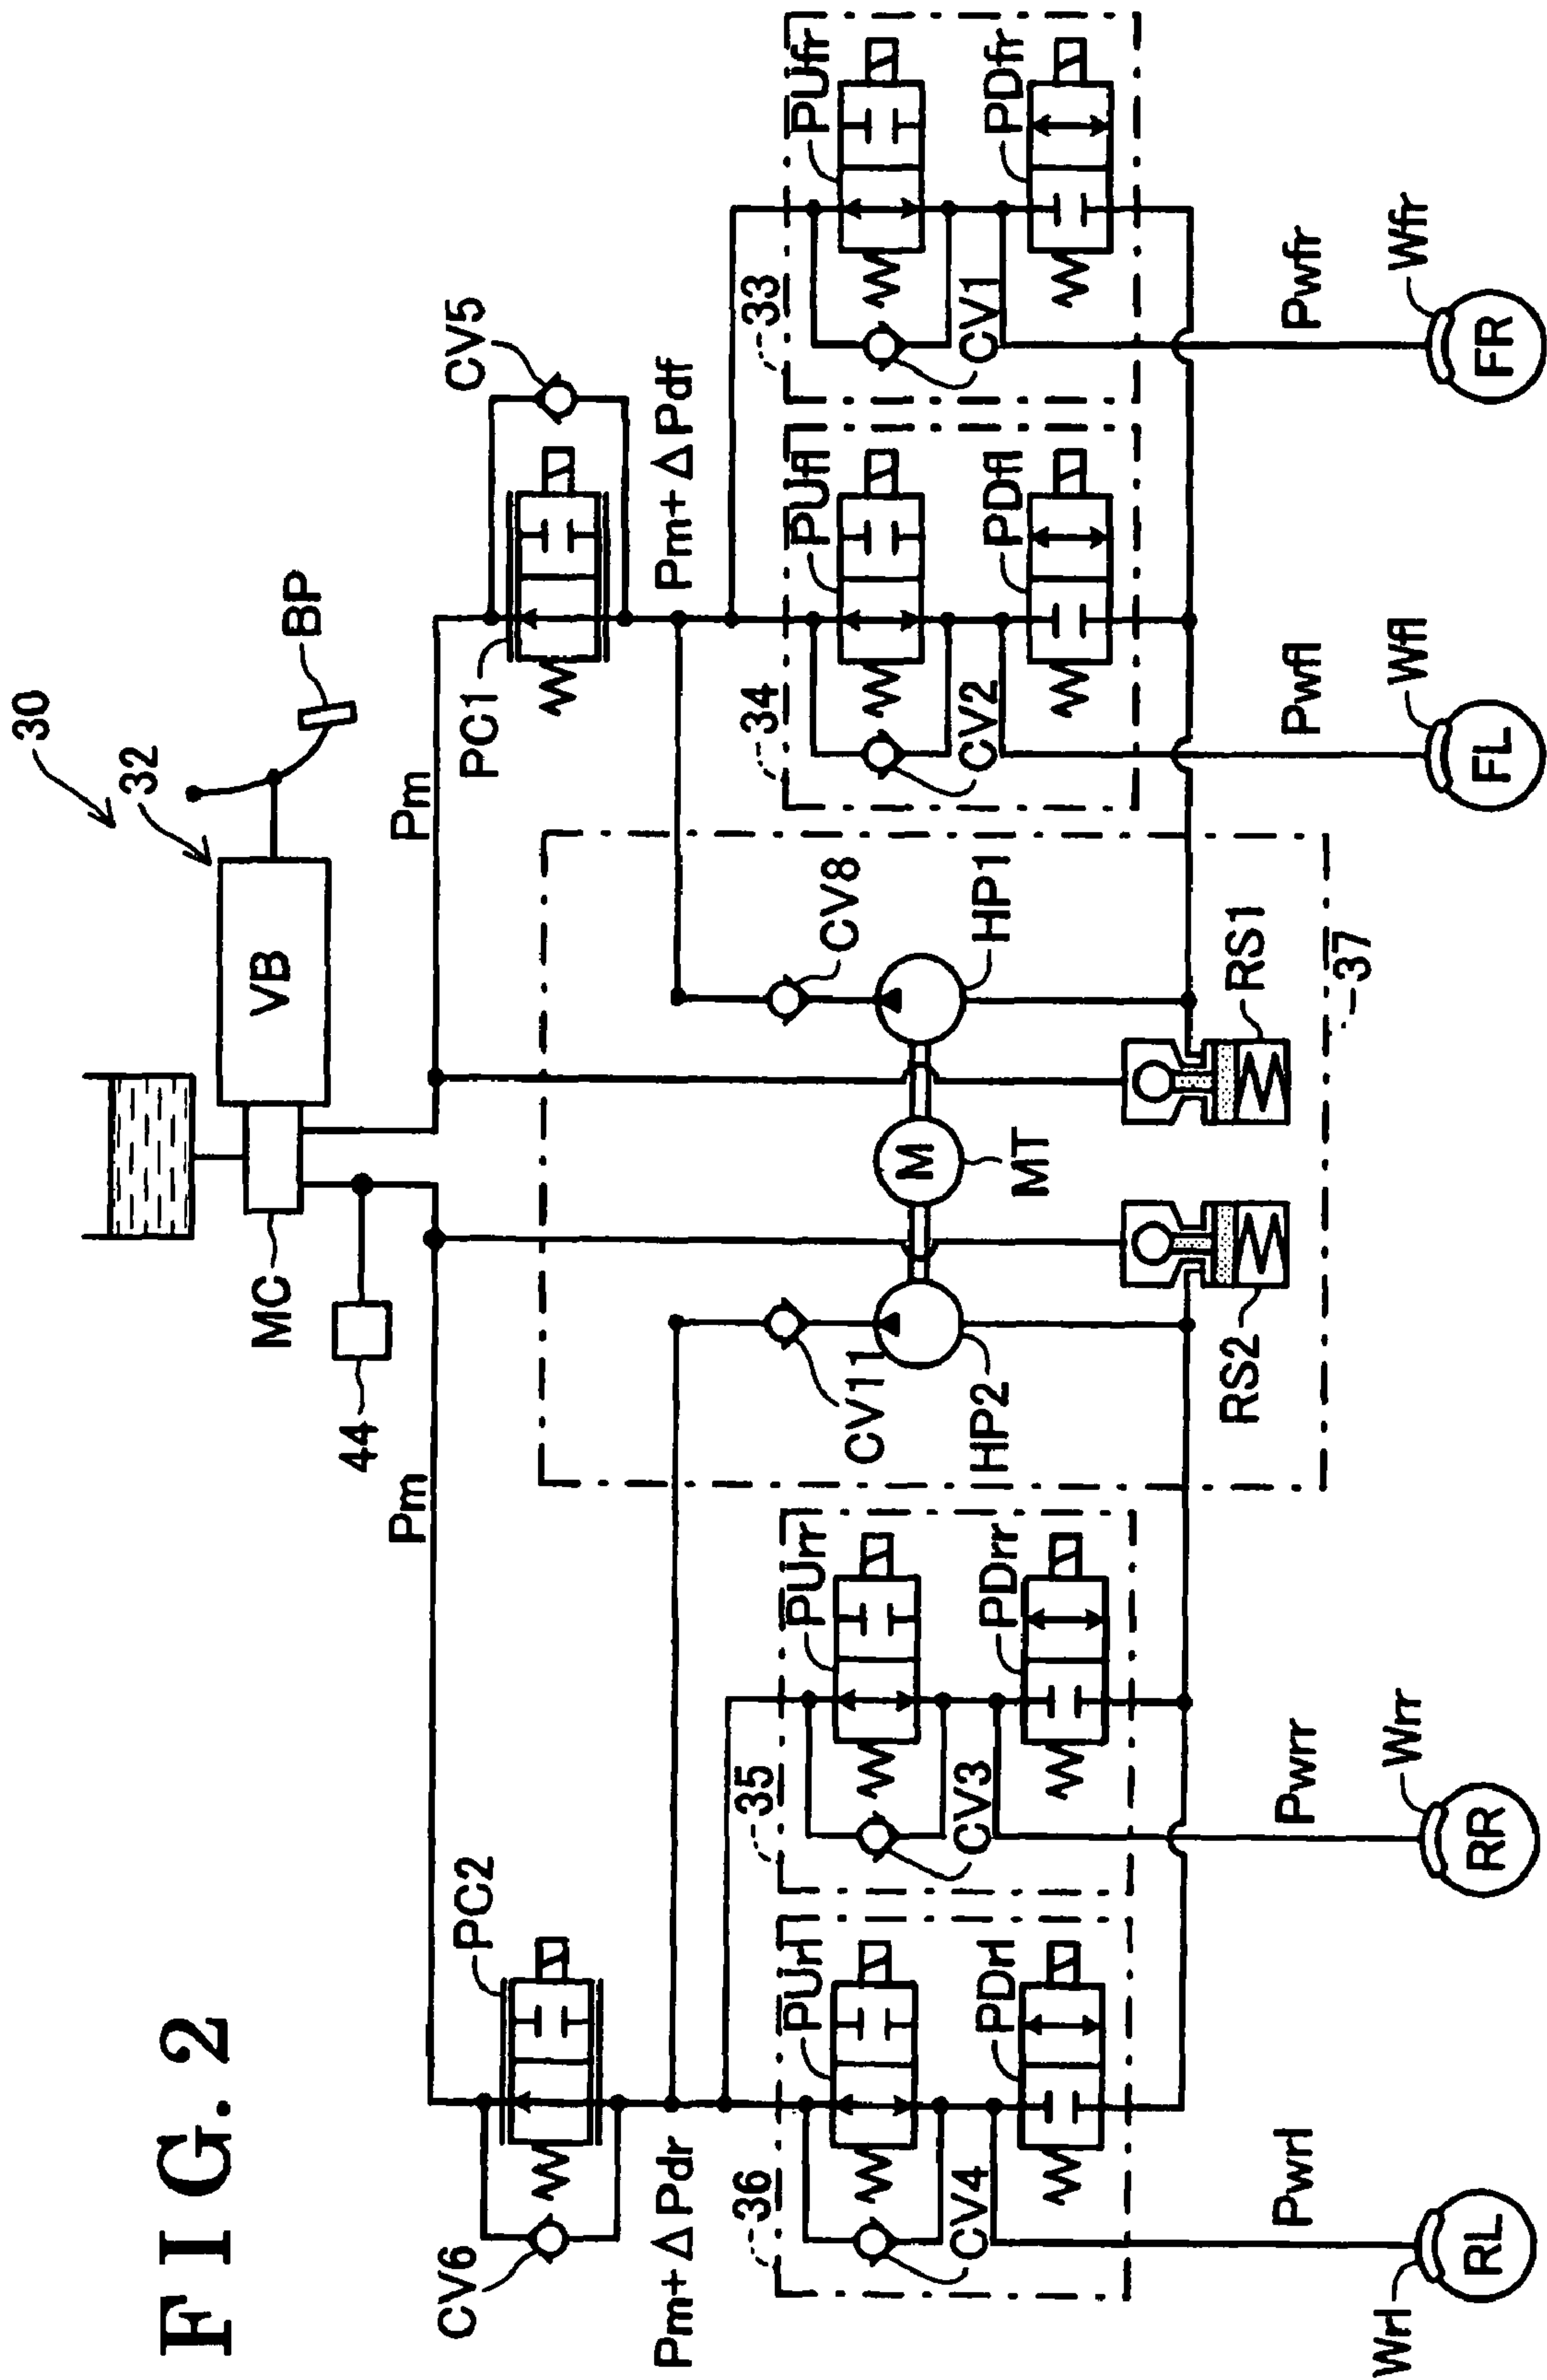 FIG. 2
30
32
BP
VB
MC
44
Pm
Pm
PC2
CV6
PC1
CV5
Pm+ΔPdr
Pm+ΔPdf
36
PUrl
35
PUrr
CV11
CV8
34
PUfl
33
PUfr
M
MT
HP2
HP1
CV4
PDrl
CV3
PDrr
CV2
PDfl
CV1
PDfr
RS2
RS1
37
Pwrl
Pwrr
Pwfl
Pwfr
Wrl
RL
Wrr
RR
Wfl
FL
Wfr
FR